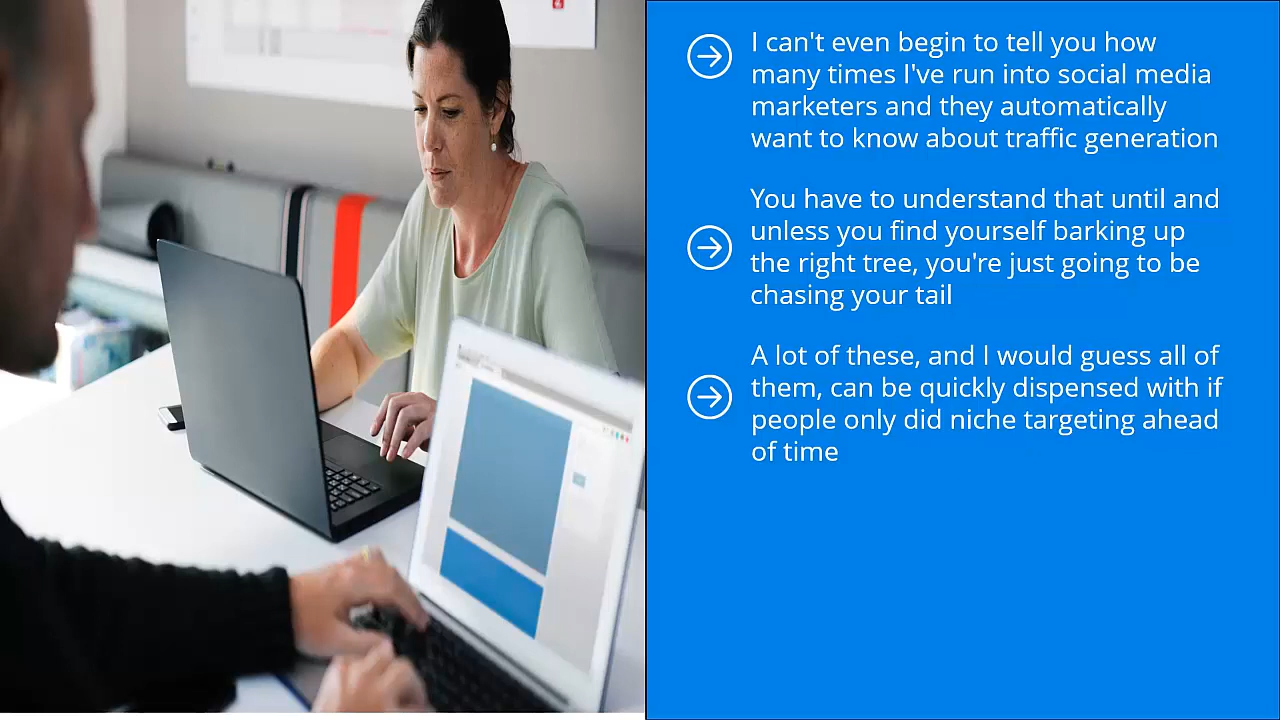 I can't even begin to tell you how
many times I've run into social media
marketers and they automatically
want to know about traffic generation
You have to understand that until and
unless you find yourself barking up
the right tree, you're just going to be
chasing your tail
A lot of these, and I would guess all of
them, can be quickly dispensed with if
people only did niche targeting ahead
of time